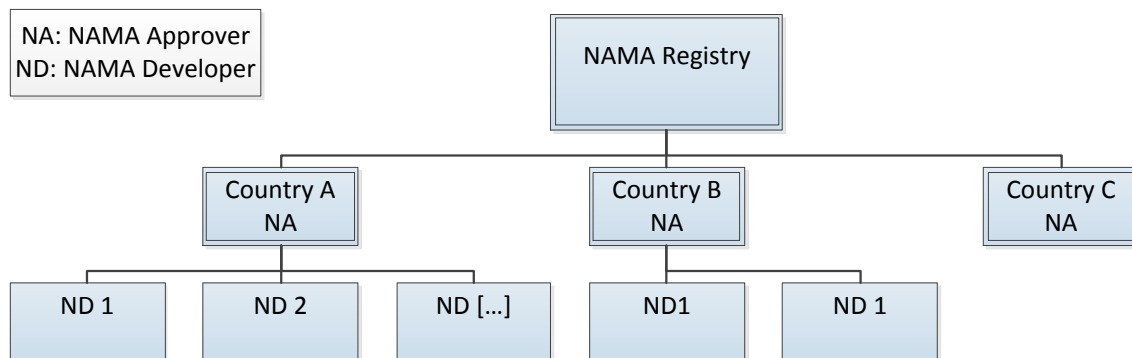 NA: NAMA Approver
ND: NAMA Developer
NAMA Registry
Country A
NA
Country B
NA
Country C
NA
ND 1
ND 2
ND […]
ND1
ND 1